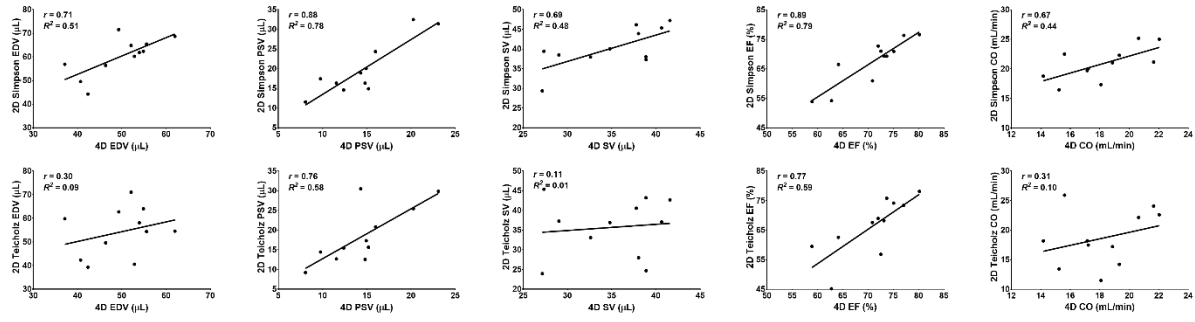 r = 0.71
R² = 0.51
2D Simpson EDV (μL)
90
80
70
60
50
40
30
30 40 50 60 70
4D EDV (μL)
r = 0.88
R² = 0.78
2D Simpson PSV (μL)
35
30
25
20
15
10
5
5 10 15 20 25
4D PSV (μL)
r = 0.69
R² = 0.48
2D Simpson SV (μL)
50
45
40
35
30
25
20
25 30 35 40 45
4D SV (μL)
r = 0.89
R² = 0.79
2D Simpson EF (%)
85
75
65
55
45
55 60 65 70 75 80 85
4D EF (%)
r = 0.67
R² = 0.44
2D Simpson CO (mL/min)
30
25
20
15
10
12 14 16 18 20 22 24
4D CO (mL/min)
r = 0.30
R² = 0.09
2D Teicholz EDV (μL)
90
80
70
60
50
40
30
30 40 50 60 70
4D EDV (μL)
r = 0.76
R² = 0.58
2D Teicholz PSV (μL)
35
30
25
20
15
10
5
5 10 15 20 25
4D PSV (μL)
r = 0.11
R² = 0.01
2D Teicholz SV (μL)
50
45
40
35
30
25
20
25 30 35 40 45
4D SV (μL)
r = 0.77
R² = 0.59
2D Teicholz EF (%)
85
75
65
55
45
55 60 65 70 75 80 85
4D EF (%)
r = 0.31
R² = 0.10
2D Teicholz CO (mL/min)
30
25
20
15
10
12 14 16 18 20 22 24
4D CO (mL/min)